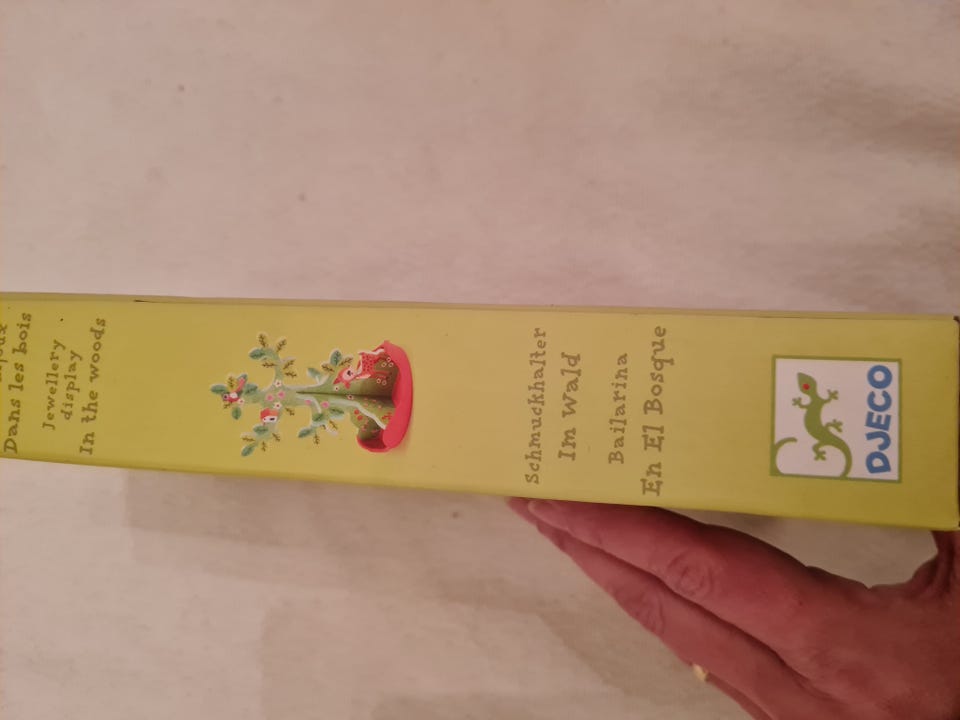 Dans les bois
Jewellery
display
In the woods
Schmuckhalter
Im Wald
Bailarina
En El Bosque
DJECO